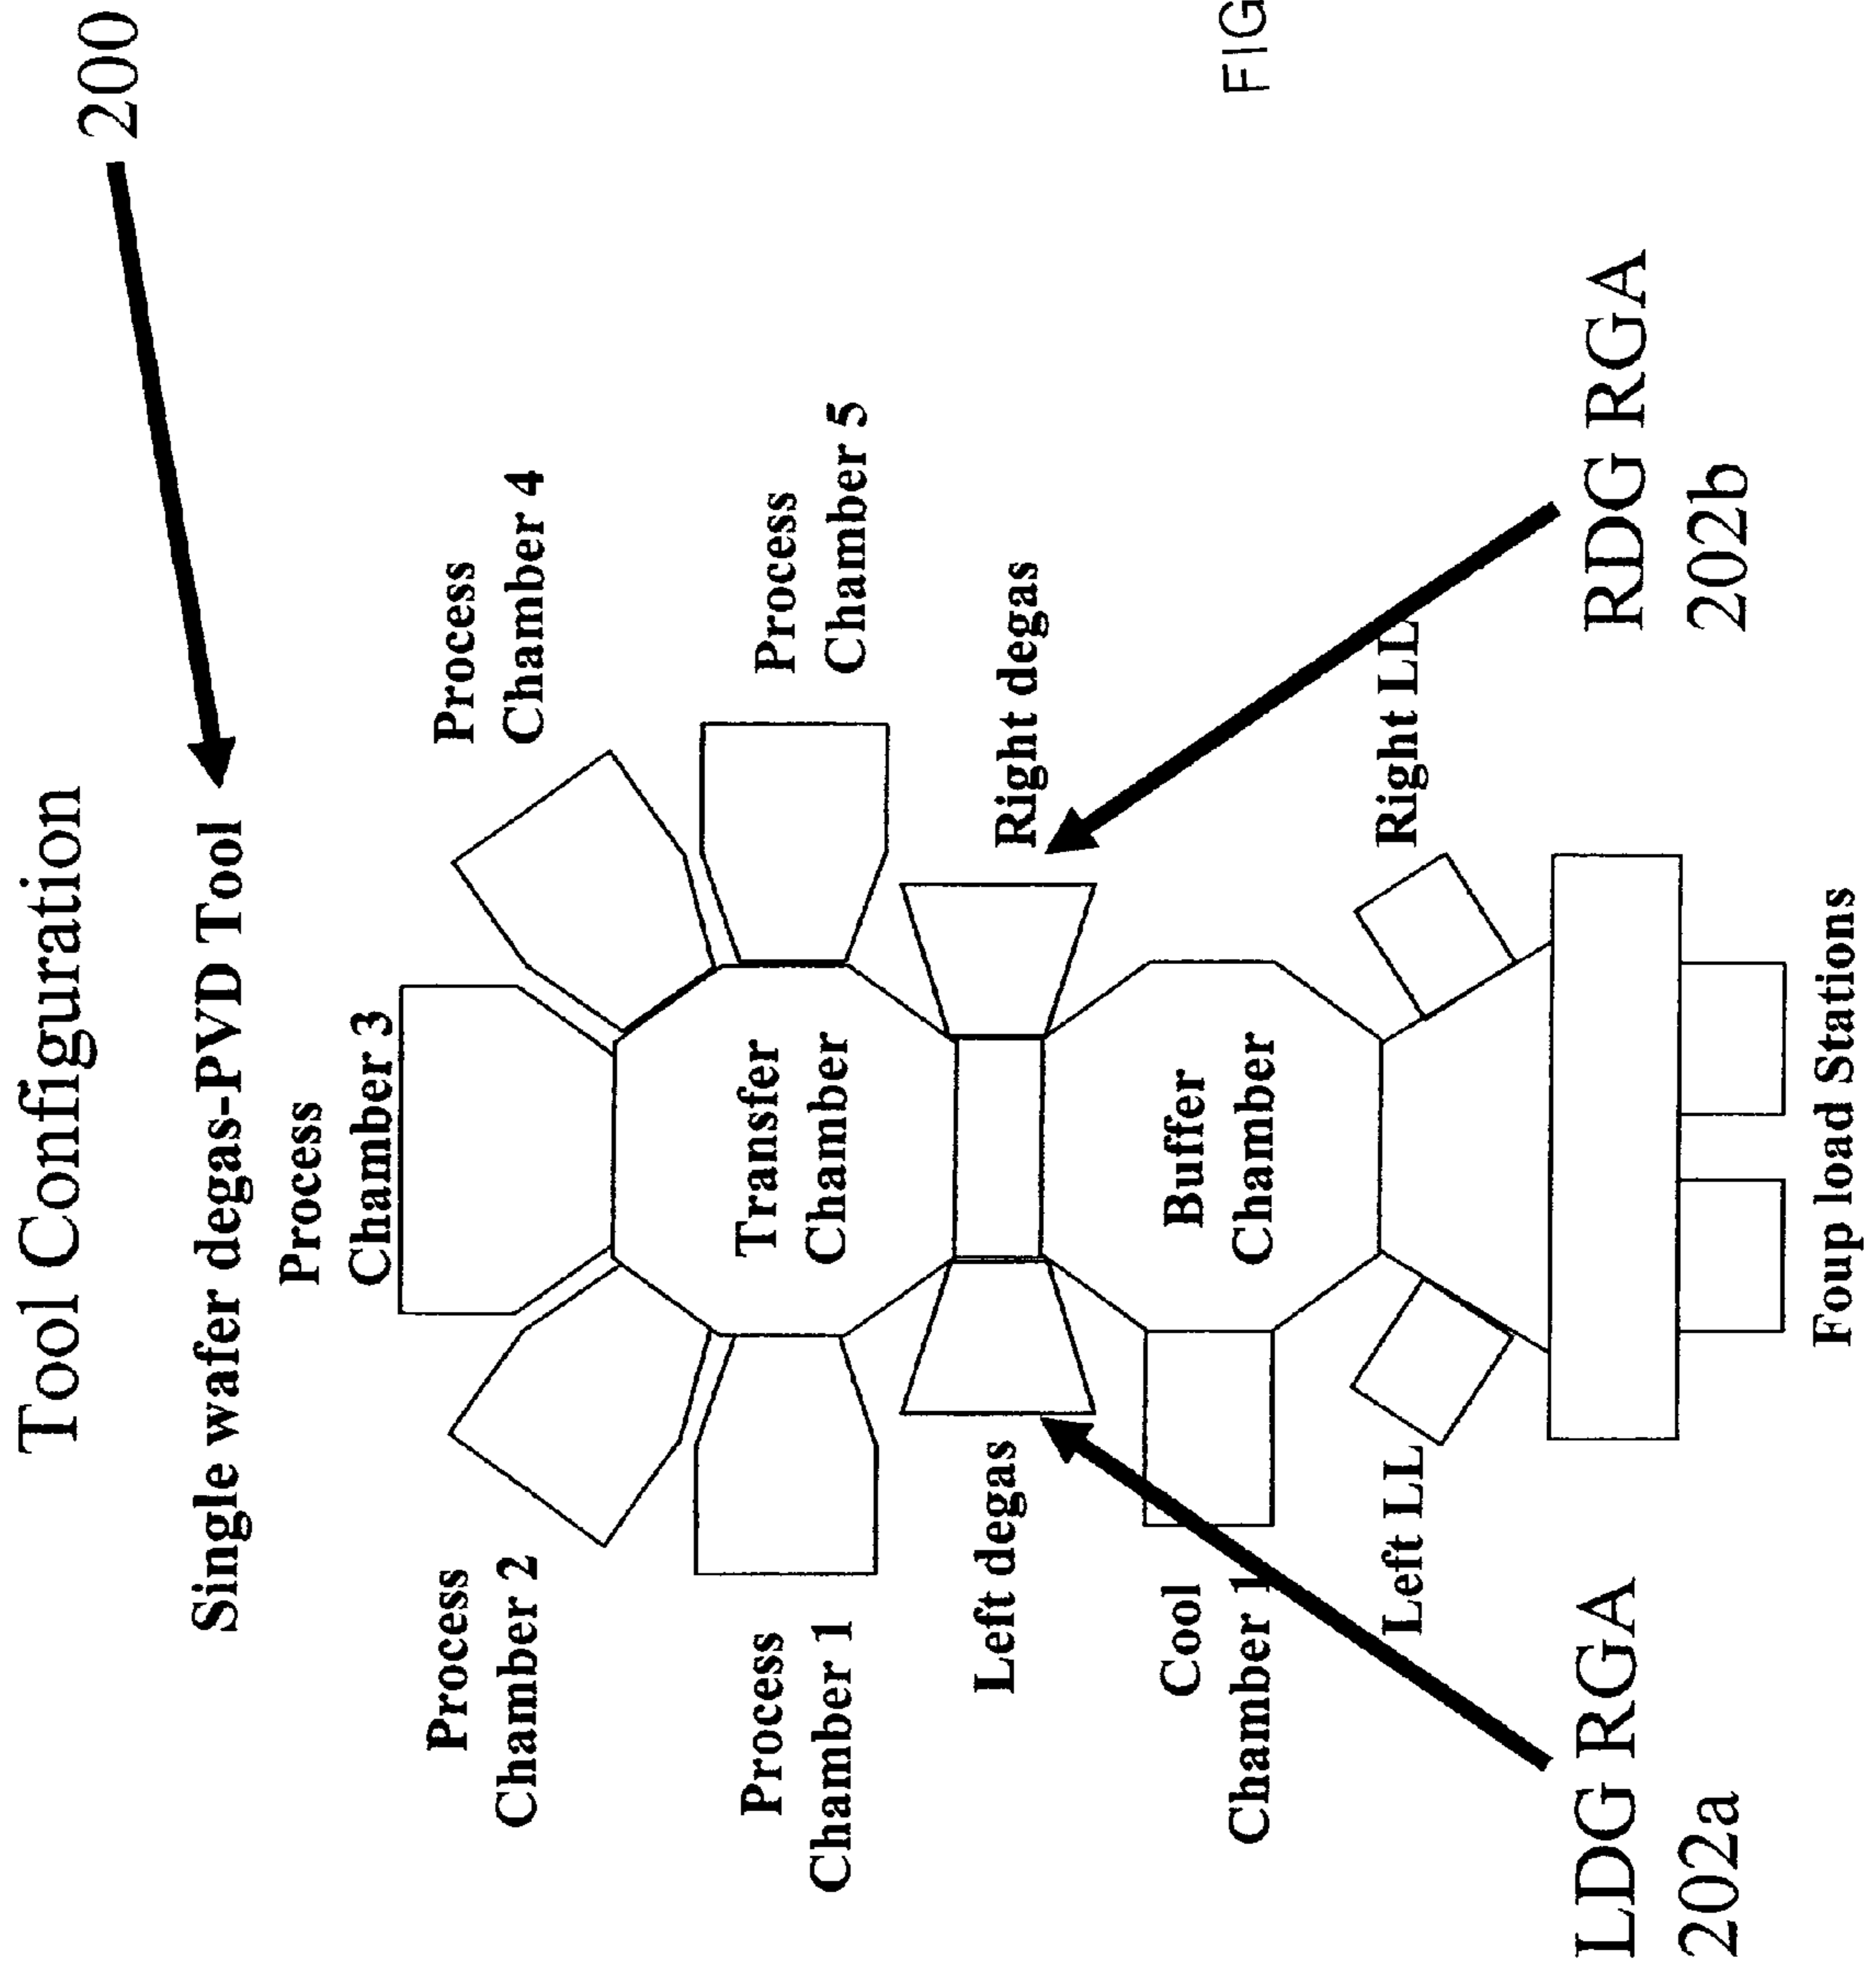 Tool Configuration
200
Single wafer degas-PVD Tool
Process
Chamber 3
Process
Chamber 2
Process
Chamber 4
Process
Chamber 1
Process
Chamber 5
Transfer
Chamber
Left degas
Right degas
Cool
Chamber 1
Buffer
Chamber
FIG
Left LL
Right LL
LDG RGA
202a
RDG RGA
202b
Foup load Stations